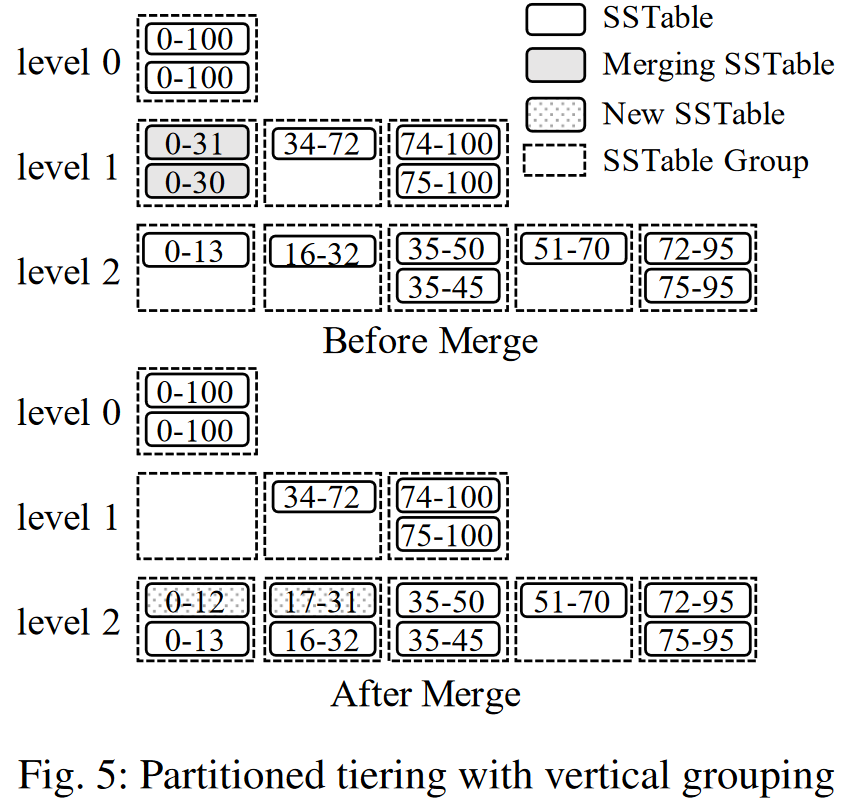 level 0
0-100
0-100
SSTable
Merging SSTable
New SSTable
SSTable Group
level 1
0-31 34-72 74-100
0-30 75-100
level 2
0-13 16-32 35-50 51-70 72-95
35-45 75-95
Before Merge
level 0
0-100
0-100
level 1
34-72 74-100
75-100
level 2
0-12 17-31 35-50 51-70 72-95
0-13 16-32 35-45 75-95
After Merge
Fig. 5: Partitioned tiering with vertical grouping